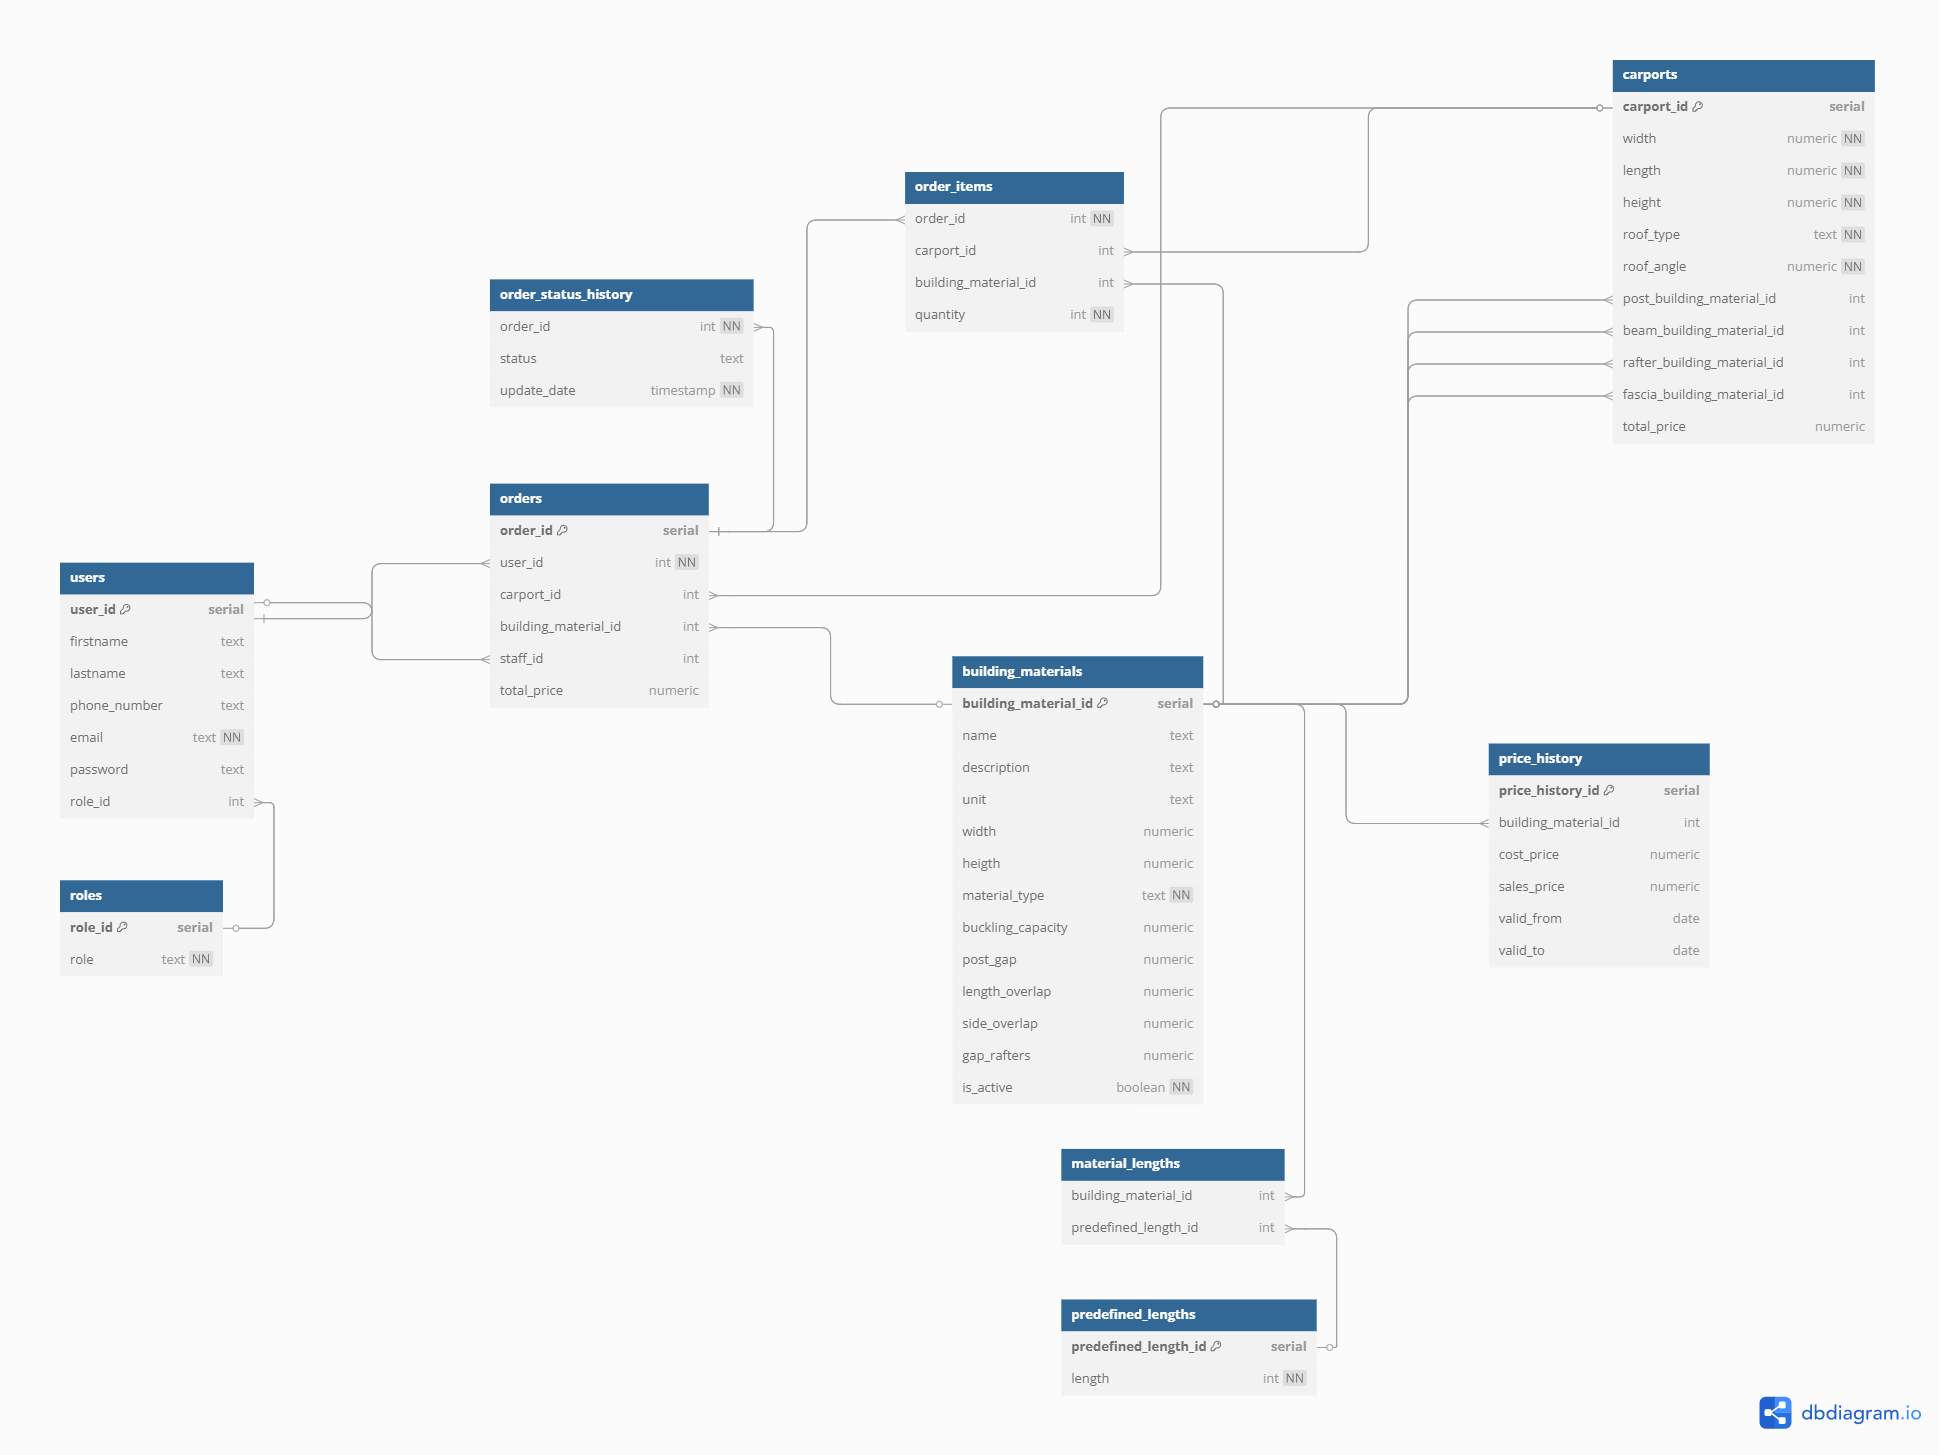 carports
carport_id serial
width numeric NN
length numeric NN
height numeric NN
roof_type text NN
roof_angle numeric NN
post_building_material_id int
beam_building_material_id int
rafter_building_material_id int
fascia_building_material_id int
total_price numeric
order_items
order_id int NN
carport_id int
building_material_id int
quantity int NN
order_status_history
order_id int NN
status text
update_date timestamp NN
orders
order_id serial
user_id int NN
carport_id int
building_material_id int
staff_id int
total_price numeric
users
user_id serial
firstname text
lastname text
phone_number text
email text NN
password text
role_id int
roles
role_id serial
role text NN
building_materials
building_material_id serial
name text
description text
unit text
width numeric
heigth numeric
material_type text NN
buckling_capacity numeric
post_gap numeric
length_overlap numeric
side_overlap numeric
gap_rafters numeric
is_active boolean NN
price_history
price_history_id serial
building_material_id int
cost_price numeric
sales_price numeric
valid_from date
valid_to date
material_lengths
building_material_id int
predefined_length_id int
predefined_lengths
predefined_length_id serial
length int NN
dbdiagram.io